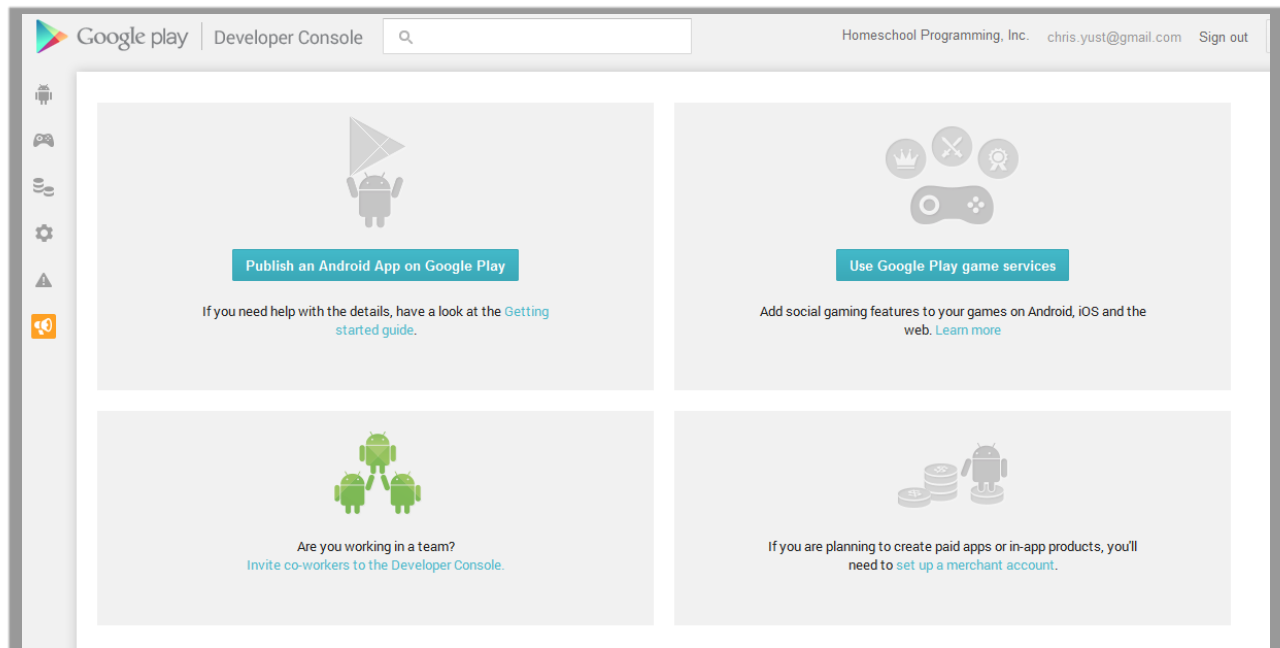 Google play Developer Console Homeschool Programming, Inc. chris.yust@gmail.com Sign out
Publish an Android App on Google Play
If you need help with the details, have a look at the Getting
started guide.
Use Google Play game services
Add social gaming features to your games on Android, iOS and the
web. Learn more
Are you working in a team?
Invite co-workers to the Developer Console.
If you are planning to create paid apps or in-app products, you'll
need to set up a merchant account.